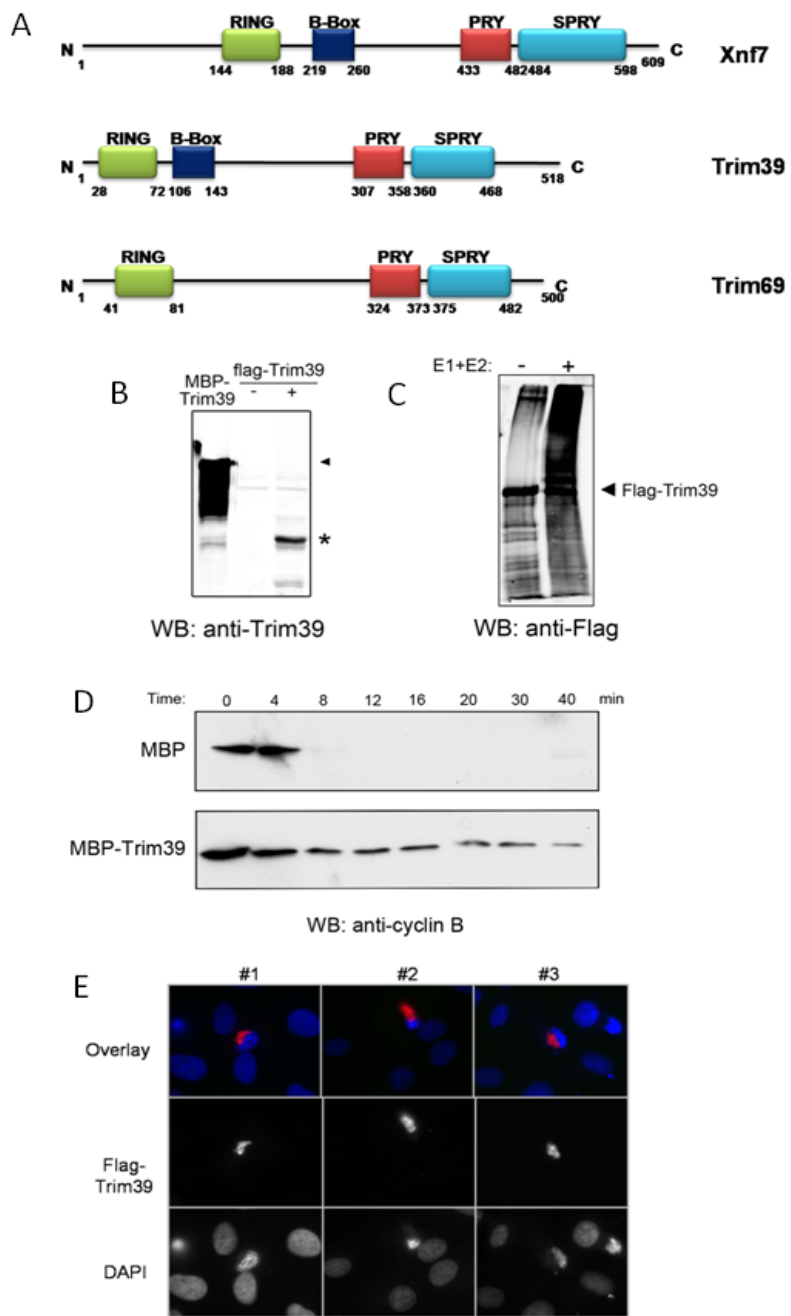 A
RING B-Box PRY SPRY
N 1 144 188 219 260 433 482 484 598 609 C
Xnf7
RING B-Box PRY SPRY
N 1 28 72 106 143 307 358 360 468 518 C
Trim39
RING PRY SPRY
N 1 41 81 324 373 375 482 500 C
Trim69
B
MBP-Trim39
flag-Trim39
- +
*
WB: anti-Trim39
C
E1+E2: - +
Flag-Trim39
WB: anti-Flag
D
Time: 0 4 8 12 16 20 30 40 min
MBP
MBP-Trim39
WB: anti-cyclin B
E
#1 #2 #3
Overlay
Flag-
Trim39
DAPI